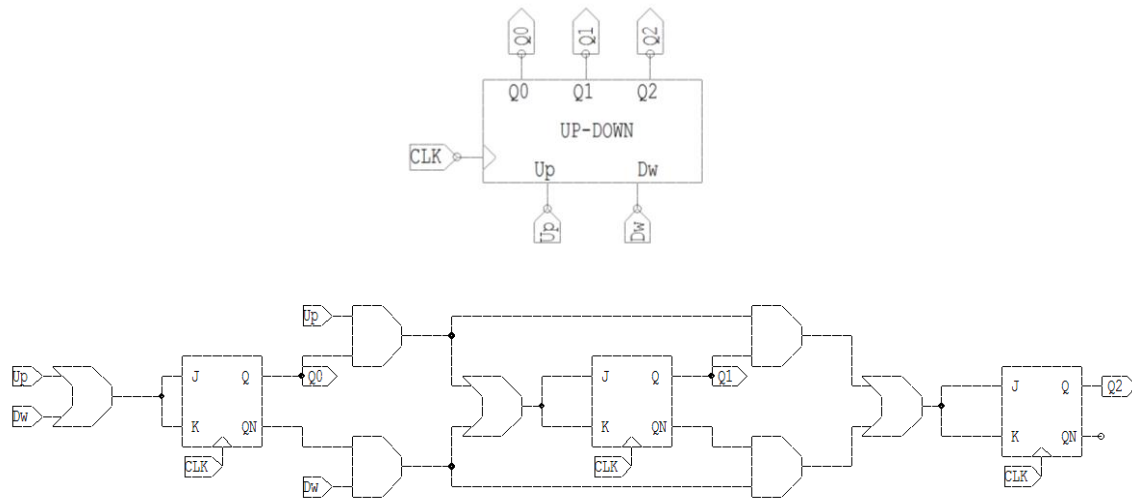 Q0 Q1 Q2
Q0 Q1 Q2
UP-DOWN
CLK
Up Dw
Up Dw
Up
Up J Q Q0 J Q Q1 J Q Q2
Dw K QN K QN K QN
CLK CLK CLK
Dw